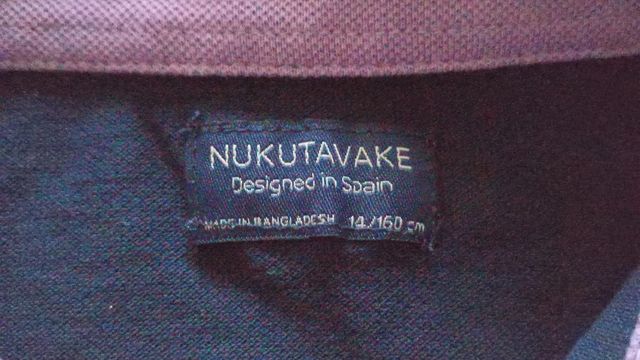 NUKUTAVAKE
Designed in Spain
MADE IN BANGLADESH 14/160 cm